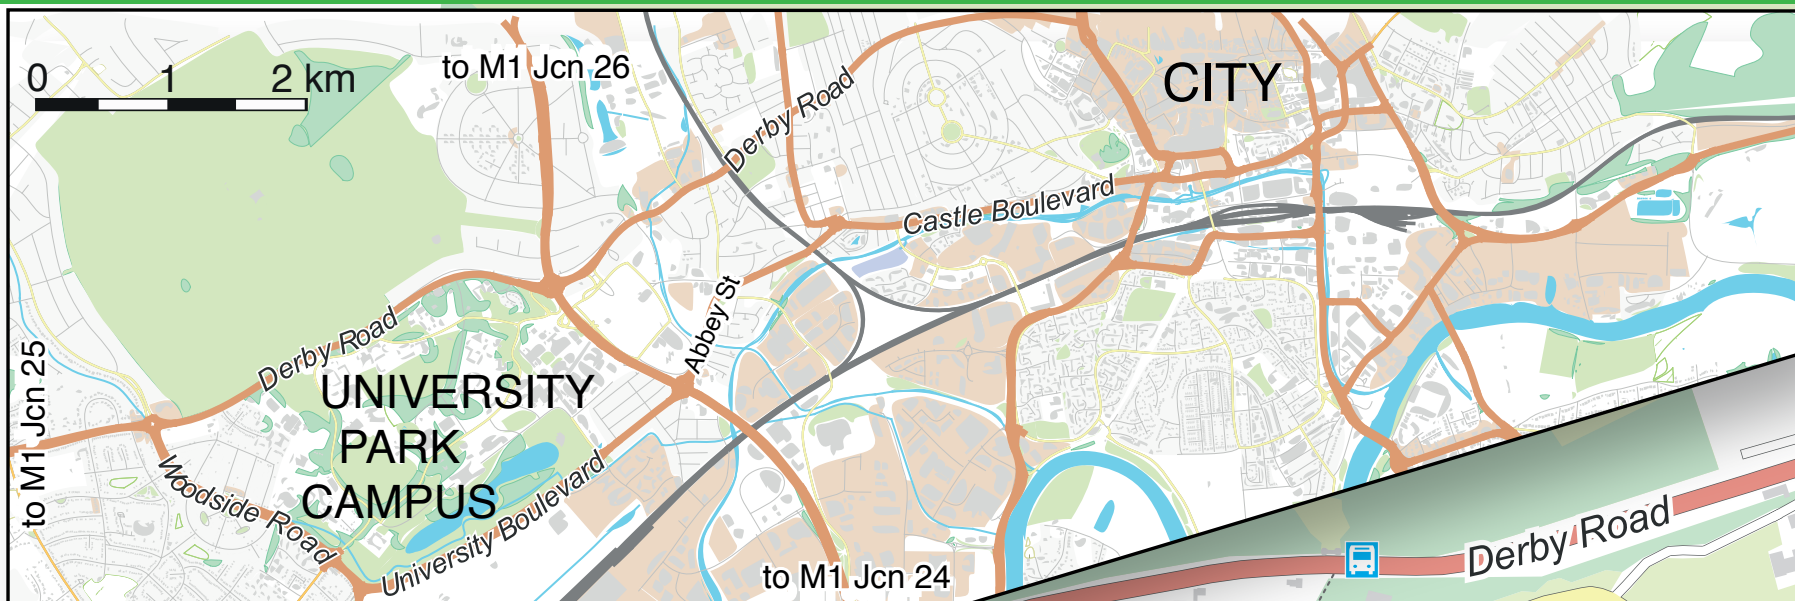 0 1 2 km
to M1 Jcn 26
CITY
Derby Road
Castle Boulevard
Abbey St
Derby Road
to M1 Jcn 25
UNIVERSITY
PARK
CAMPUS
Woodside Road
University Boulevard
to M1 Jcn 24
Derby Road